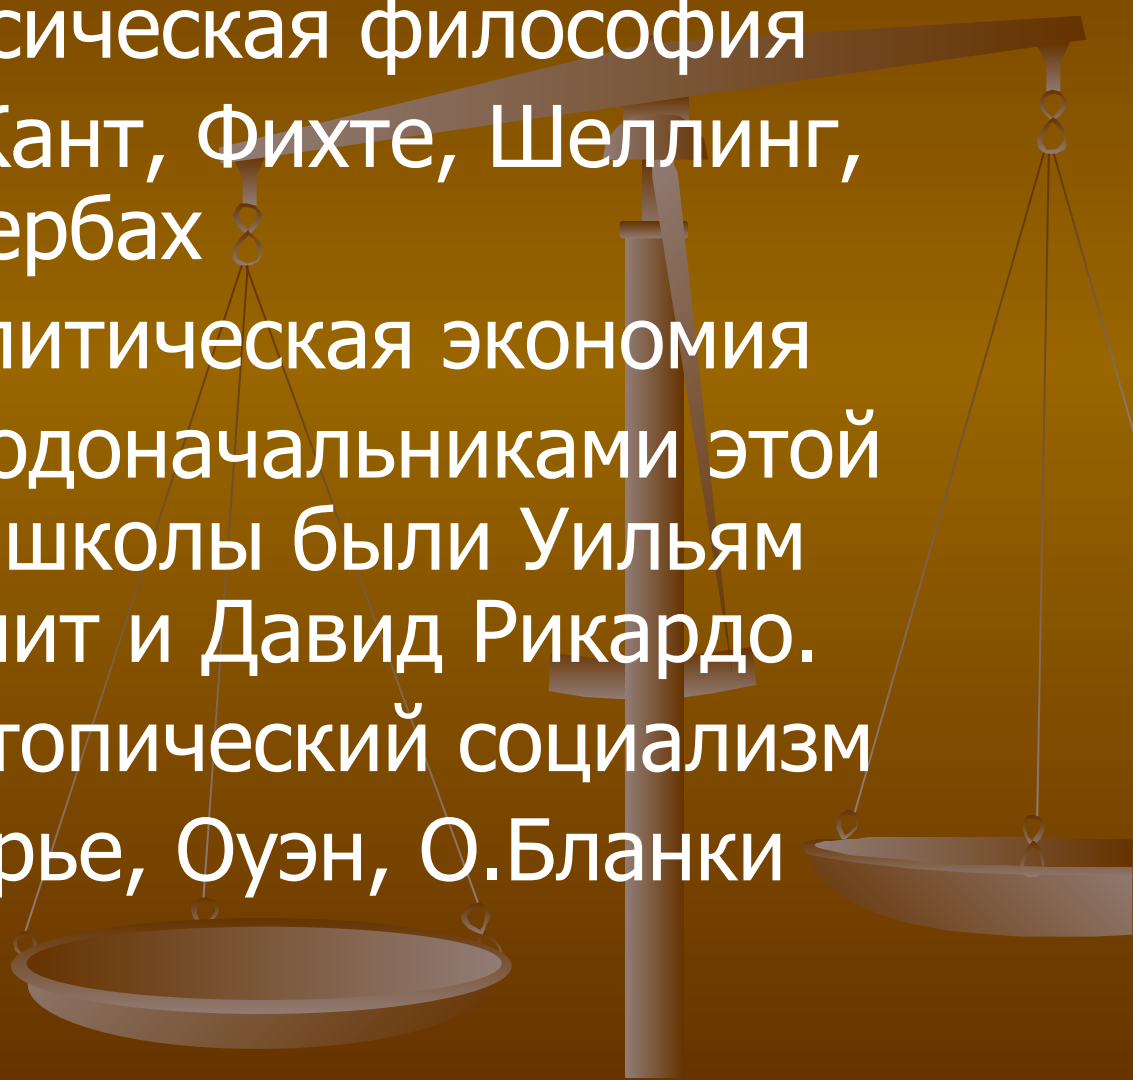 сическая философия
Кант, Фихте, Шеллинг,
ербах
литическая экономия
одоначальниками этой
школы были Уильям
ит и Давид Рикардо.
топический социализм
рье, Оуэн, О.Бланки